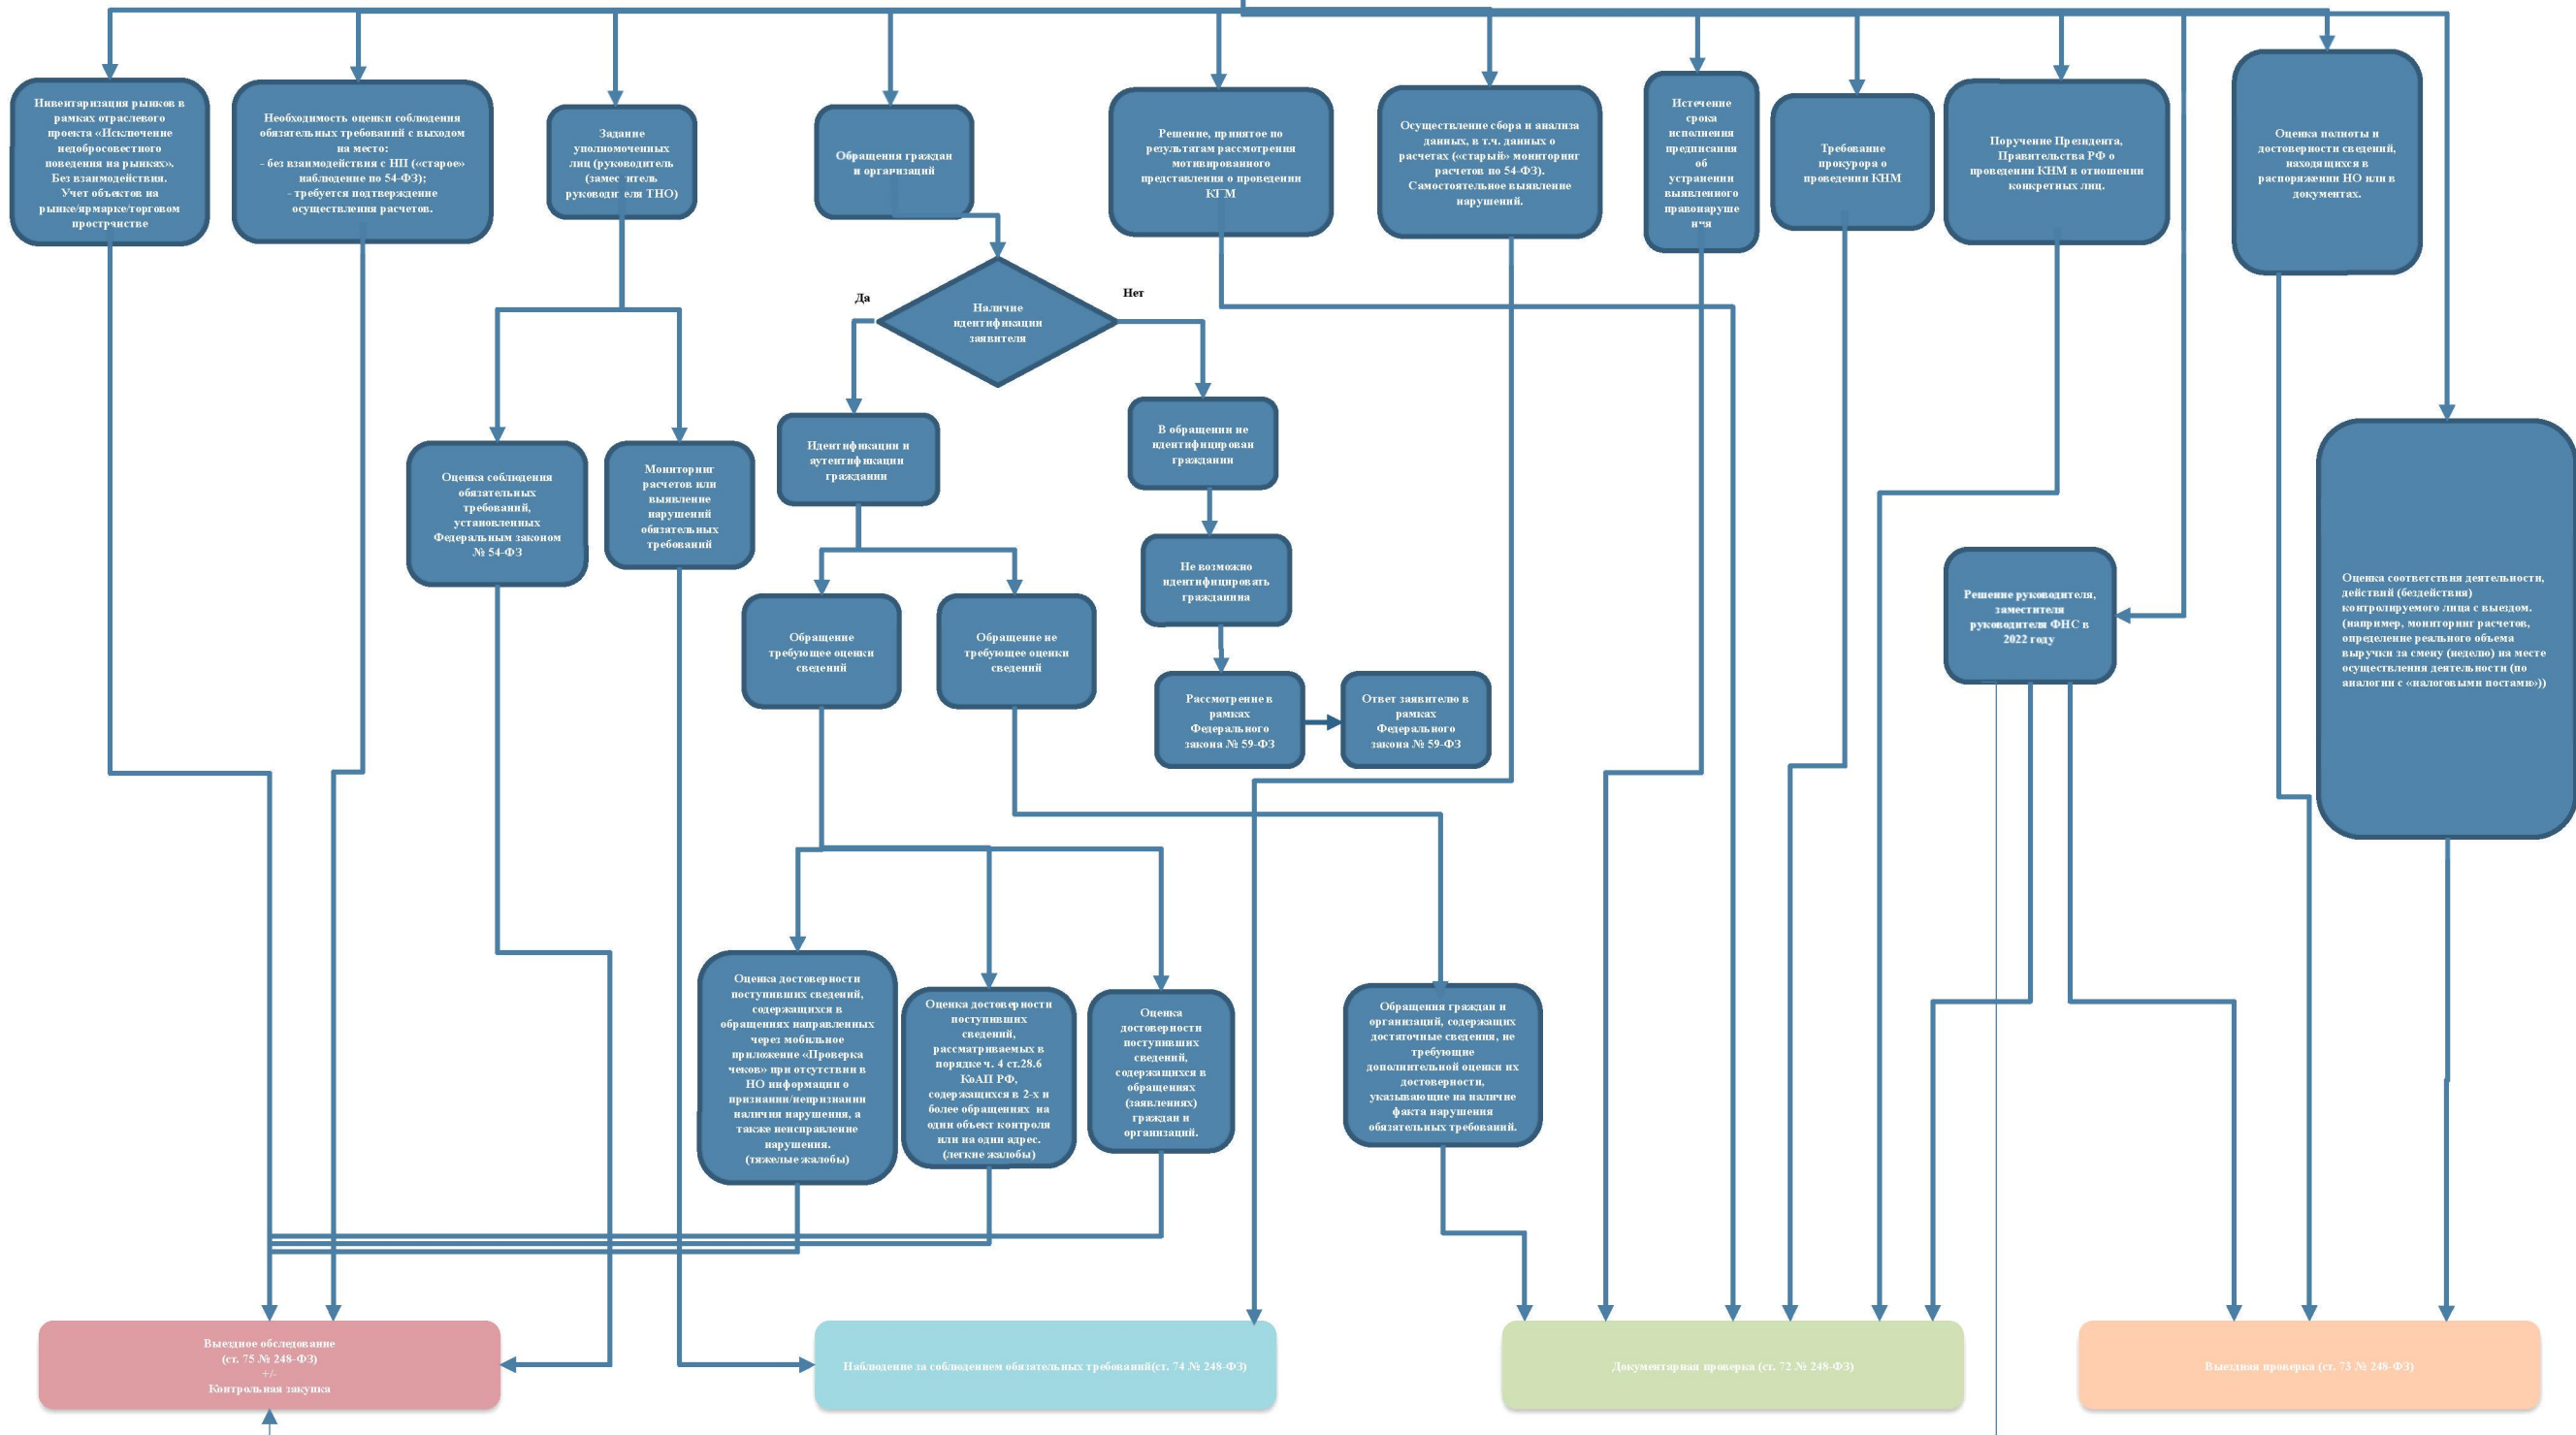 Инвентаризация рынков в
рамках отраслевого
проекта «Исключение
недобросовестного
поведения на рынках».
Без взаимодействия.
Учет объектов на
рынке/ярмарке/торговом
пространстве
Необходимость оценки соблюдения
обязательных требований с выходом
на место:
- без взаимодействия с НП («старое»
наблюдение по 54-ФЗ);
- требуется подтверждение
осуществления расчетов.
Задание
уполномоченных
лиц (руководитель
(заместитель
руководителя ТНО)
Обращения граждан
и организаций
Решение, принятое по
результатам рассмотрения
мотивированного
представления о проведении
КНМ
Осуществление сбора и анализа
данных, в т.ч. данных о
расчетах («старый» мониторинг
расчетов по 54-ФЗ).
Самостоятельное выявление
нарушений.
Истечение
срока
исполнения
предписания
об
устранении
выявленного
правонаруше
ния
Требование
прокурора о
проведении КНМ
Поручение Президента,
Правительства РФ о
проведении КНМ в отношении
конкретных лиц.
Оценка полноты и
достоверности сведений,
находящихся в
распоряжении НО или в
документах.
Да
Нет
Наличие
идентификации
заявителя
Идентификации и
аутентификации
гражданин
В обращении не
идентифицирован
гражданин
Оценка соблюдения
обязательных
требований,
установленных
Федеральным законом
№ 54-ФЗ
Мониторинг
расчетов или
выявление
нарушений
обязательных
требований
Не возможно
идентифицировать
гражданина
Решение руководителя,
заместителя
руководителя ФНС в
2022 году
Оценка соответствия деятельности,
действий (бездействия)
контролируемого лица с выездом.
(например, мониторинг расчетов,
определение реального объема
выручки за смену (неделю) на месте
осуществления деятельности (по
аналогии с «налоговыми постами»))
Обращение
требующее оценки
сведений
Обращение не
требующее оценки
сведений
Рассмотрение в
рамках
Федерального
закона № 59-ФЗ
Ответ заявителю в
рамках
Федерального
закона № 59-ФЗ
Оценка достоверности
поступивших сведений,
содержащихся в
обращениях направленных
через мобильное
приложение «Проверка
чеков» при отсутствии в
НО информации о
признании/непризнании
наличия нарушения, а
также неисправление
нарушения.
(тяжелые жалобы)
Оценка достоверности
поступивших
сведений,
рассматриваемых в
порядке ч. 4 ст.28.6
КоАП РФ,
содержащихся в 2-х и
более обращениях на
один объект контроля
или на один адрес.
(легкие жалобы)
Оценка
достоверности
поступивших
сведений,
содержащихся в
обращениях
(заявлениях)
граждан и
организаций.
Обращения граждан и
организаций, содержащих
достаточные сведения, не
требующие
дополнительной оценки их
достоверности,
указывающие на наличие
факта нарушения
обязательных требований.
Выездное обследование
(ст. 75 № 248-ФЗ)
+/-
Контрольная закупка
Наблюдение за соблюдением обязательных требований(ст. 74 № 248-ФЗ)
Документарная проверка (ст. 72 № 248-ФЗ)
Выездная проверка (ст. 73 № 248-ФЗ)